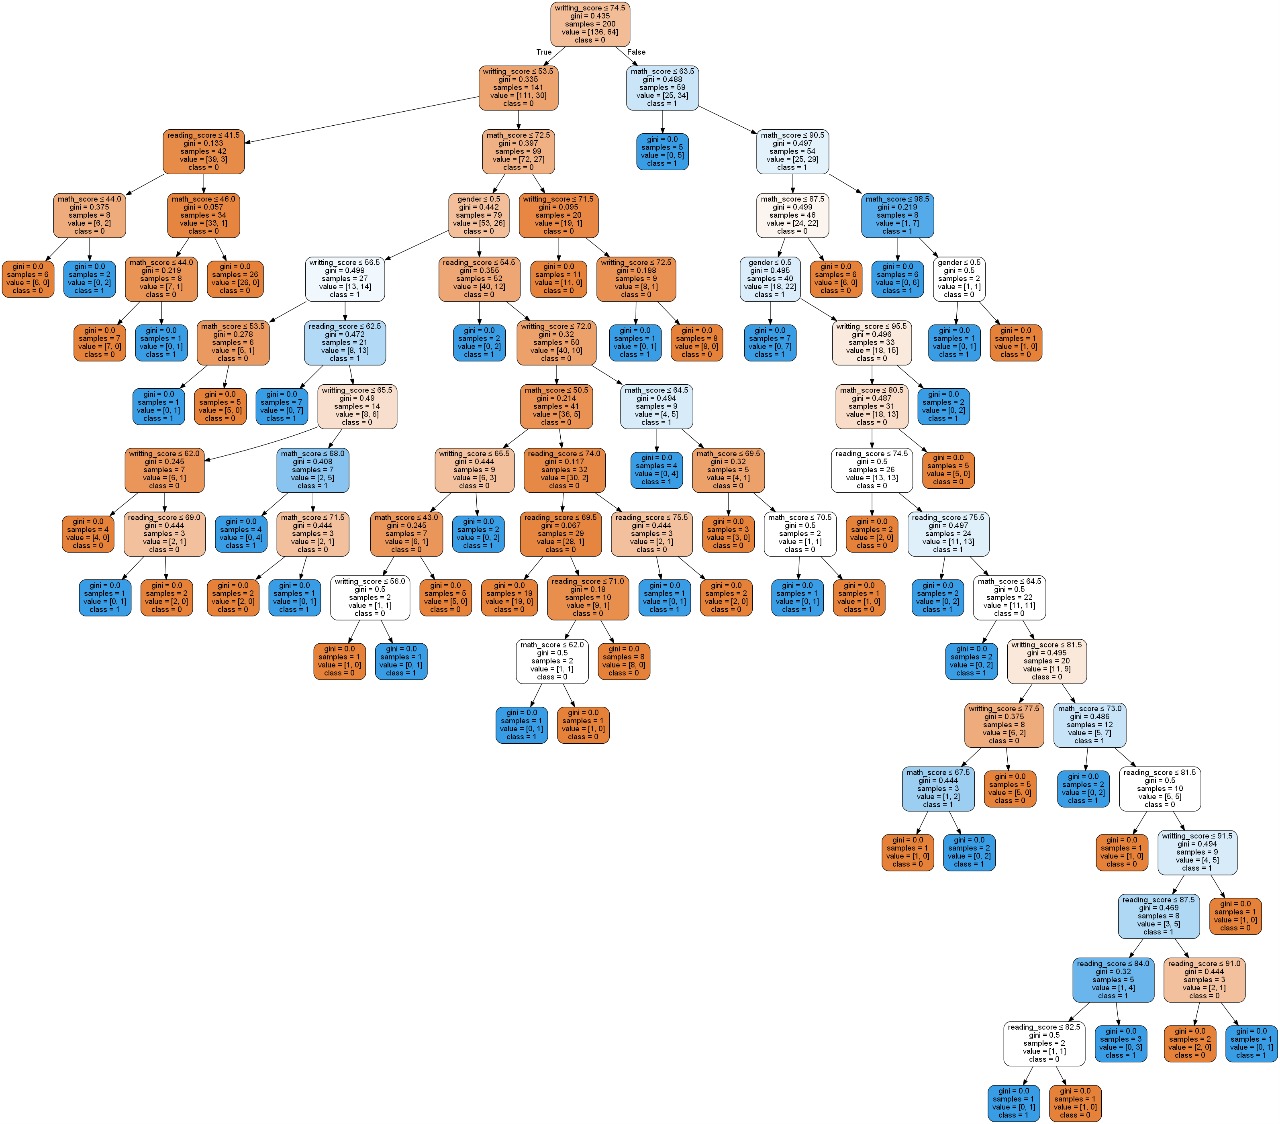 writting_score ≤ 74.5
gini = 0.435
samples = 200
value = [136, 64]
class = 0
True
False
writting_score ≤ 53.5
gini = 0.335
samples = 141
value = [111, 30]
class = 0
math_score ≤ 63.5
gini = 0.488
samples = 59
value = [25, 34]
class = 1
reading_score ≤ 41.5
gini = 0.133
samples = 42
value = [39, 3]
class = 0
math_score ≤ 72.5
gini = 0.397
samples = 99
value = [72, 27]
class = 0
gini = 0.0
samples = 5
value = [0, 5]
class = 1
math_score ≤ 90.5
gini = 0.497
samples = 54
value = [25, 29]
class = 1
math_score ≤ 44.0
gini = 0.375
samples = 8
value = [6, 2]
class = 0
math_score ≤ 46.0
gini = 0.057
samples = 34
value = [33, 1]
class = 0
gender ≤ 0.5
gini = 0.442
samples = 79
value = [53, 26]
class = 0
writting_score ≤ 71.5
gini = 0.095
samples = 20
value = [19, 1]
class = 0
math_score ≤ 87.5
gini = 0.499
samples = 46
value = [24, 22]
class = 0
math_score ≤ 98.5
gini = 0.219
samples = 8
value = [1, 7]
class = 1
gini = 0.0
samples = 6
value = [6, 0]
class = 0
gini = 0.0
samples = 2
value = [0, 2]
class = 1
math_score ≤ 44.0
gini = 0.219
samples = 8
value = [7, 1]
class = 0
gini = 0.0
samples = 26
value = [26, 0]
class = 0
writting_score ≤ 56.5
gini = 0.499
samples = 27
value = [13, 14]
class = 1
reading_score ≤ 54.5
gini = 0.355
samples = 52
value = [40, 12]
class = 0
gini = 0.0
samples = 11
value = [11, 0]
class = 0
writting_score ≤ 72.5
gini = 0.198
samples = 9
value = [8, 1]
class = 0
gender ≤ 0.5
gini = 0.495
samples = 40
value = [18, 22]
class = 1
gini = 0.0
samples = 6
value = [6, 0]
class = 0
gini = 0.0
samples = 6
value = [0, 6]
class = 1
gender ≤ 0.5
gini = 0.5
samples = 2
value = [1, 1]
class = 0
gini = 0.0
samples = 7
value = [7, 0]
class = 0
gini = 0.0
samples = 1
value = [0, 1]
class = 1
math_score ≤ 53.5
gini = 0.278
samples = 6
value = [5, 1]
class = 0
reading_score ≤ 62.5
gini = 0.472
samples = 21
value = [8, 13]
class = 1
gini = 0.0
samples = 2
value = [0, 2]
class = 1
writting_score ≤ 72.0
gini = 0.32
samples = 50
value = [40, 10]
class = 0
gini = 0.0
samples = 1
value = [0, 1]
class = 1
gini = 0.0
samples = 8
value = [8, 0]
class = 0
gini = 0.0
samples = 7
value = [0, 7]
class = 1
writting_score ≤ 95.5
gini = 0.496
samples = 33
value = [18, 15]
class = 0
gini = 0.0
samples = 1
value = [0, 1]
class = 1
gini = 0.0
samples = 1
value = [1, 0]
class = 0
gini = 0.0
samples = 1
value = [0, 1]
class = 1
gini = 0.0
samples = 5
value = [5, 0]
class = 0
gini = 0.0
samples = 7
value = [0, 7]
class = 1
writting_score ≤ 65.5
gini = 0.49
samples = 14
value = [8, 6]
class = 0
math_score ≤ 50.5
gini = 0.214
samples = 41
value = [36, 5]
class = 0
math_score ≤ 64.5
gini = 0.494
samples = 9
value = [4, 5]
class = 1
math_score ≤ 80.5
gini = 0.487
samples = 31
value = [18, 13]
class = 0
gini = 0.0
samples = 2
value = [0, 2]
class = 1
writting_score ≤ 62.0
gini = 0.245
samples = 7
value = [6, 1]
class = 0
math_score ≤ 68.0
gini = 0.408
samples = 7
value = [2, 5]
class = 1
writting_score ≤ 66.5
gini = 0.444
samples = 9
value = [6, 3]
class = 0
reading_score ≤ 74.0
gini = 0.117
samples = 32
value = [30, 2]
class = 0
gini = 0.0
samples = 4
value = [0, 4]
class = 1
math_score ≤ 69.5
gini = 0.32
samples = 5
value = [4, 1]
class = 0
reading_score ≤ 74.5
gini = 0.5
samples = 26
value = [13, 13]
class = 0
gini = 0.0
samples = 5
value = [5, 0]
class = 0
gini = 0.0
samples = 4
value = [4, 0]
class = 0
reading_score ≤ 69.0
gini = 0.444
samples = 3
value = [2, 1]
class = 0
gini = 0.0
samples = 4
value = [0, 4]
class = 1
math_score ≤ 71.5
gini = 0.444
samples = 3
value = [2, 1]
class = 0
math_score ≤ 43.0
gini = 0.245
samples = 7
value = [6, 1]
class = 0
gini = 0.0
samples = 2
value = [0, 2]
class = 1
reading_score ≤ 69.5
gini = 0.067
samples = 29
value = [28, 1]
class = 0
reading_score ≤ 75.5
gini = 0.444
samples = 3
value = [2, 1]
class = 0
gini = 0.0
samples = 3
value = [3, 0]
class = 0
math_score ≤ 70.5
gini = 0.5
samples = 2
value = [1, 1]
class = 0
gini = 0.0
samples = 2
value = [2, 0]
class = 0
reading_score ≤ 75.5
gini = 0.497
samples = 24
value = [11, 13]
class = 1
gini = 0.0
samples = 1
value = [0, 1]
class = 1
gini = 0.0
samples = 2
value = [2, 0]
class = 0
gini = 0.0
samples = 2
value = [2, 0]
class = 0
gini = 0.0
samples = 1
value = [0, 1]
class = 1
writting_score ≤ 56.0
gini = 0.5
samples = 2
value = [1, 1]
class = 0
gini = 0.0
samples = 5
value = [5, 0]
class = 0
gini = 0.0
samples = 19
value = [19, 0]
class = 0
reading_score ≤ 71.0
gini = 0.18
samples = 10
value = [9, 1]
class = 0
gini = 0.0
samples = 1
value = [0, 1]
class = 1
gini = 0.0
samples = 2
value = [2, 0]
class = 0
gini = 0.0
samples = 1
value = [0, 1]
class = 1
gini = 0.0
samples = 1
value = [1, 0]
class = 0
gini = 0.0
samples = 2
value = [0, 2]
class = 1
math_score ≤ 64.5
gini = 0.5
samples = 22
value = [11, 11]
class = 0
gini = 0.0
samples = 1
value = [1, 0]
class = 0
gini = 0.0
samples = 1
value = [0, 1]
class = 1
math_score ≤ 62.0
gini = 0.5
samples = 2
value = [1, 1]
class = 0
gini = 0.0
samples = 8
value = [8, 0]
class = 0
gini = 0.0
samples = 2
value = [0, 2]
class = 1
writting_score ≤ 81.5
gini = 0.495
samples = 20
value = [11, 9]
class = 0
gini = 0.0
samples = 1
value = [0, 1]
class = 1
gini = 0.0
samples = 1
value = [1, 0]
class = 0
writting_score ≤ 77.5
gini = 0.375
samples = 8
value = [6, 2]
class = 0
math_score ≤ 73.0
gini = 0.486
samples = 12
value = [5, 7]
class = 1
math_score ≤ 67.5
gini = 0.444
samples = 3
value = [1, 2]
class = 1
gini = 0.0
samples = 5
value = [5, 0]
class = 0
gini = 0.0
samples = 2
value = [0, 2]
class = 1
reading_score ≤ 81.5
gini = 0.5
samples = 10
value = [5, 5]
class = 0
gini = 0.0
samples = 1
value = [1, 0]
class = 0
gini = 0.0
samples = 2
value = [0, 2]
class = 1
gini = 0.0
samples = 1
value = [1, 0]
class = 0
writting_score ≤ 91.5
gini = 0.494
samples = 9
value = [4, 5]
class = 1
reading_score ≤ 87.5
gini = 0.469
samples = 8
value = [3, 5]
class = 1
gini = 0.0
samples = 1
value = [1, 0]
class = 0
reading_score ≤ 84.0
gini = 0.32
samples = 5
value = [1, 4]
class = 1
reading_score ≤ 91.0
gini = 0.444
samples = 3
value = [2, 1]
class = 0
reading_score ≤ 82.5
gini = 0.5
samples = 2
value = [1, 1]
class = 0
gini = 0.0
samples = 3
value = [0, 3]
class = 1
gini = 0.0
samples = 2
value = [2, 0]
class = 0
gini = 0.0
samples = 1
value = [0, 1]
class = 1
gini = 0.0
samples = 1
value = [0, 1]
class = 1
gini = 0.0
samples = 1
value = [1, 0]
class = 0